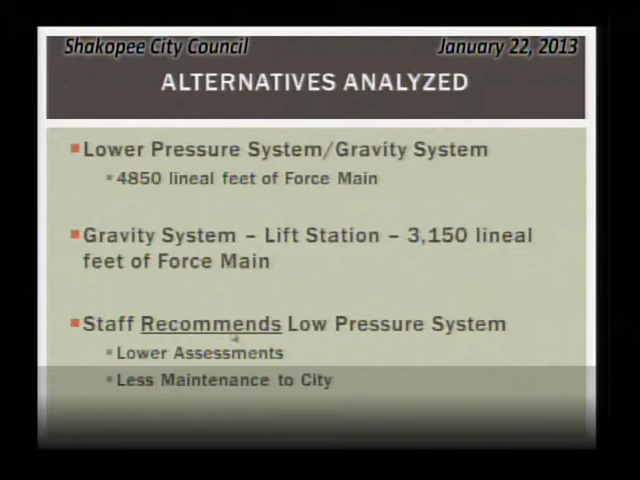 Shakopee City Council January 22, 2013
ALTERNATIVES ANALYZED
Lower Pressure System/Gravity System
4850 lineal feet of Force Main
Gravity System – Lift Station – 3,150 lineal
feet of Force Main
Staff Recommends Low Pressure System
Lower Assessments
Less Maintenance to City